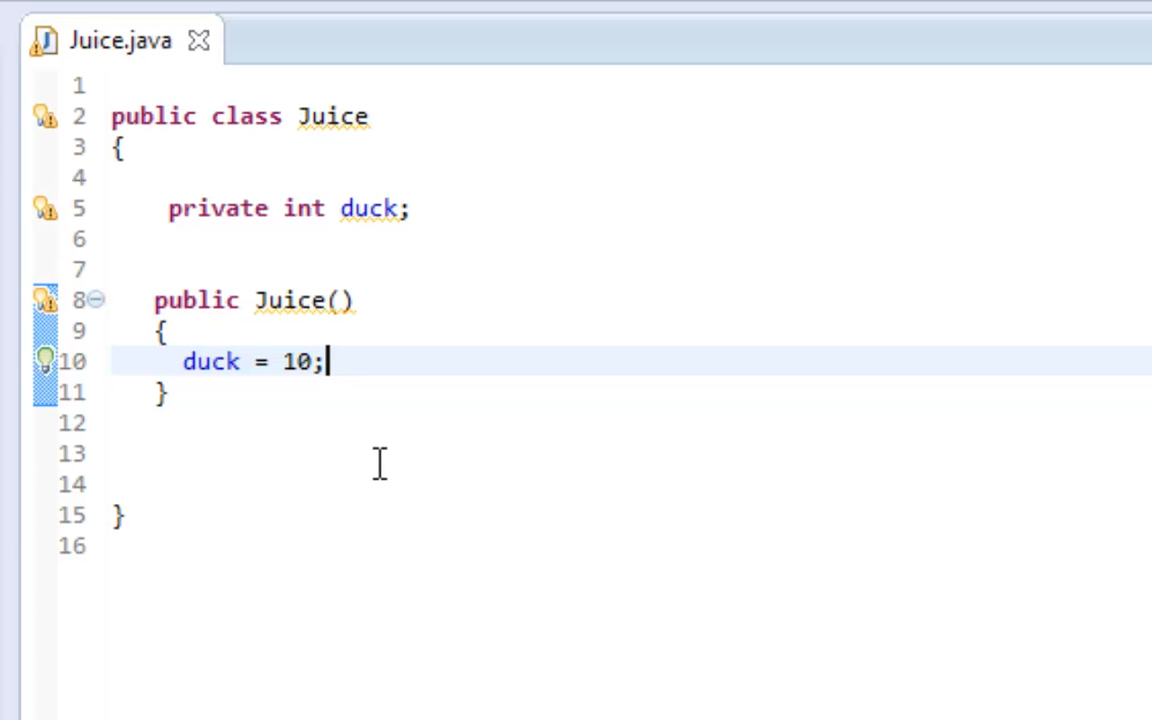 Juice.java
1
2 public class Juice
3 {
4
5 private int duck;
6
7
8 public Juice()
9 {
10 duck = 10;
11 }
12
13
14
15 }
16